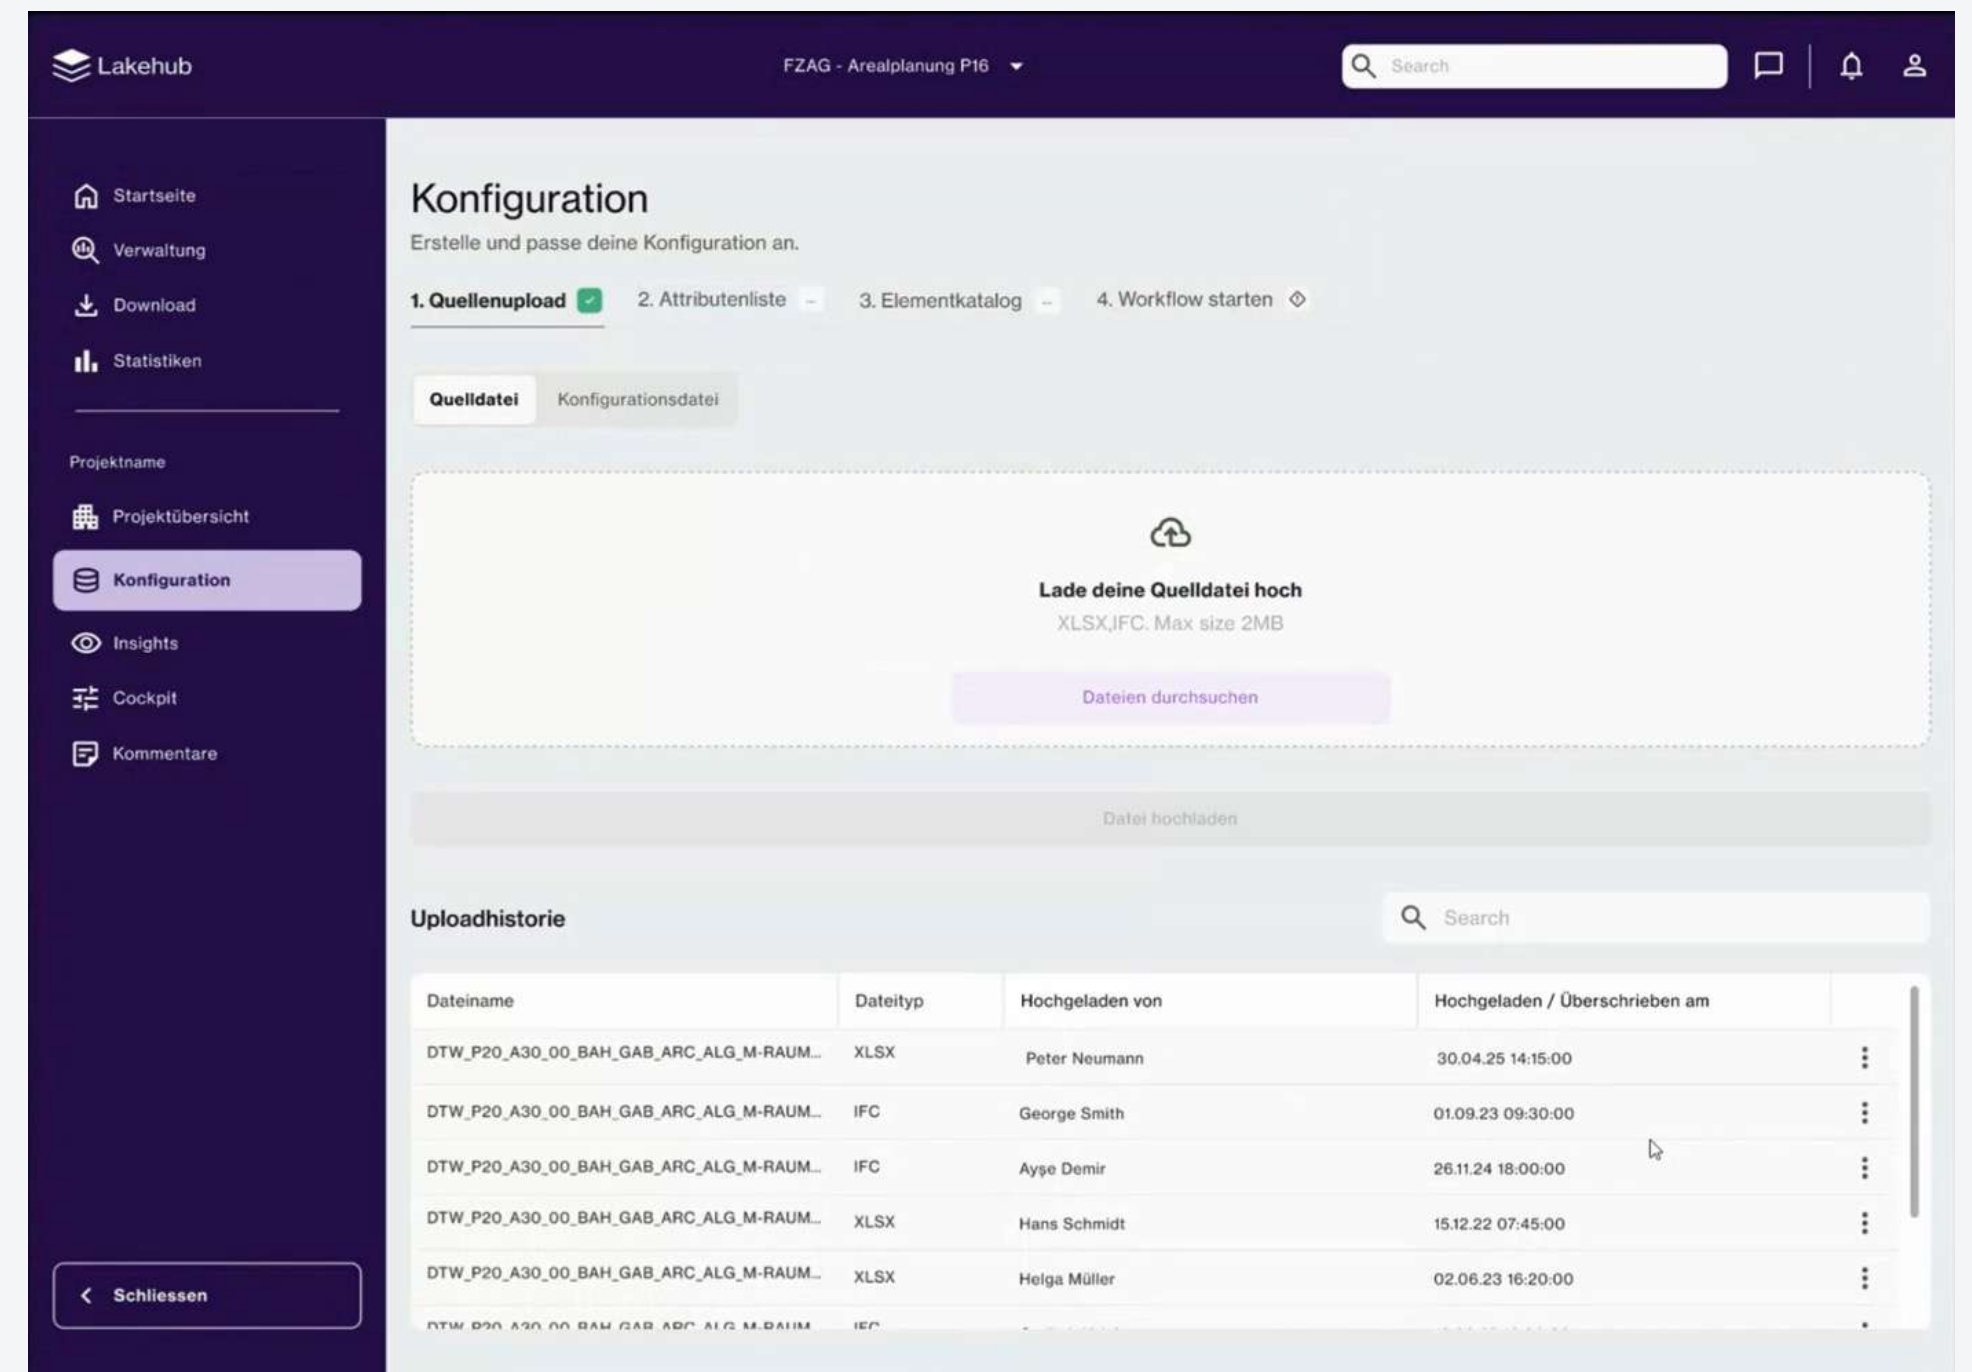 Lakehub
FZAG - Arealplanung P16
Search
Startseite
Verwaltung
Download
Statistiken
Projektname
Projektübersicht
Konfiguration
Insights
Cockpit
Kommentare
Schliessen
Konfiguration
Erstelle und passe deine Konfiguration an.
1. Quellenupload 2. Attributenliste 3. Elementkatalog 4. Workflow starten
Quelldatei Konfigurationsdatei
Lade deine Quelldatei hoch
XLSX,IFC. Max size 2MB
Dateien durchsuchen
Datei hochladen
Uploadhistorie
Search
Dateiname Dateityp Hochgeladen von Hochgeladen / Überschrieben am
DTW_P20_A30_00_BAH_GAB_ARC_ALG_M-RAUM... XLSX Peter Neumann 30.04.25 14:15:00
DTW_P20_A30_00_BAH_GAB_ARC_ALG_M-RAUM... IFC George Smith 01.09.23 09:30:00
DTW_P20_A30_00_BAH_GAB_ARC_ALG_M-RAUM... IFC Ayşe Demir 26.11.24 18:00:00
DTW_P20_A30_00_BAH_GAB_ARC_ALG_M-RAUM... XLSX Hans Schmidt 15.12.22 07:45:00
DTW_P20_A30_00_BAH_GAB_ARC_ALG_M-RAUM... XLSX Helga Müller 02.06.23 16:20:00
DTW_P20_A30_00_BAH_GAB_ARC_ALG_M-RAUM IFC